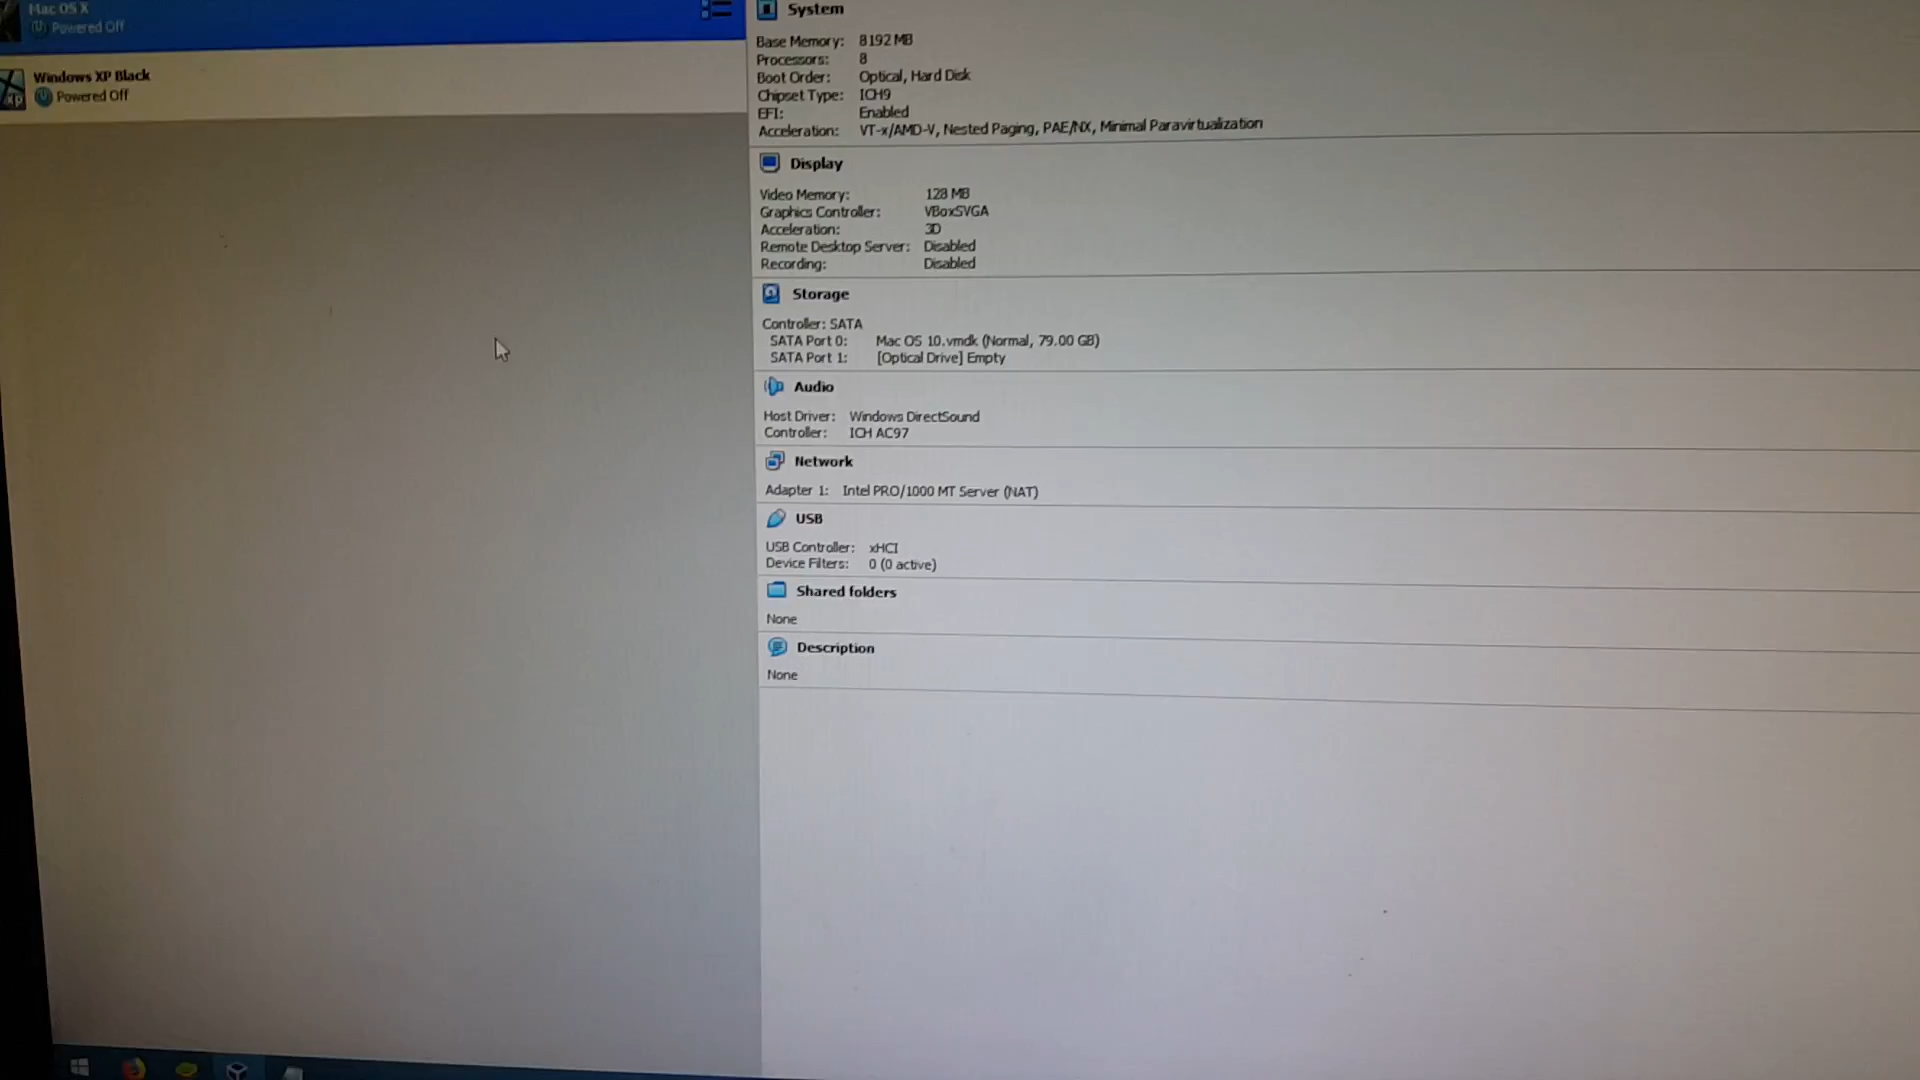 Mac OS X
Powered Off
Windows XP Black
Powered Off
xp
System
Base Memory: 8192 MB
Processors: 8
Boot Order: Optical, Hard Disk
Chipset Type: ICH9
EFI: Enabled
Acceleration: VT-x/AMD-V, Nested Paging, PAE/NX, Minimal Paravirtualization
Display
Video Memory: 128 MB
Graphics Controller: VBoxSVGA
Acceleration: 3D
Remote Desktop Server: Disabled
Recording: Disabled
Storage
Controller: SATA
SATA Port 0: Mac OS 10.vmdk (Normal, 79.00 GB)
SATA Port 1: [Optical Drive] Empty
Audio
Host Driver: Windows DirectSound
Controller: ICH AC97
Network
Adapter 1: Intel PRO/1000 MT Server (NAT)
USB
USB Controller: xHCI
Device Filters: 0 (0 active)
Shared folders
None
Description
None